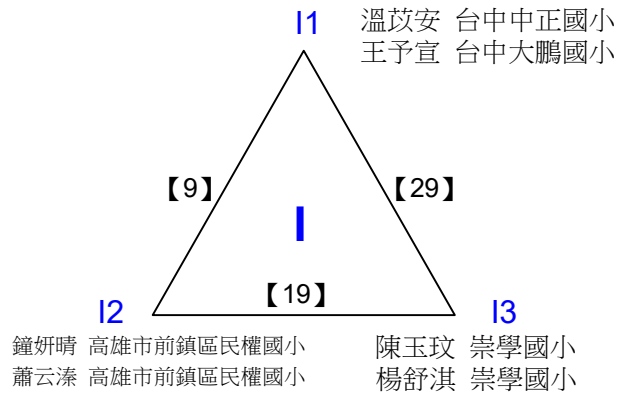 I1
溫苡安 台中中正國小
王予宣 台中大鵬國小
【9】
【29】
I
【19】
I2
鐘妍晴 高雄市前鎮區民權國小
蕭云溱 高雄市前鎮區民權國小
I3
陳玉玟 崇學國小
楊舒淇 崇學國小